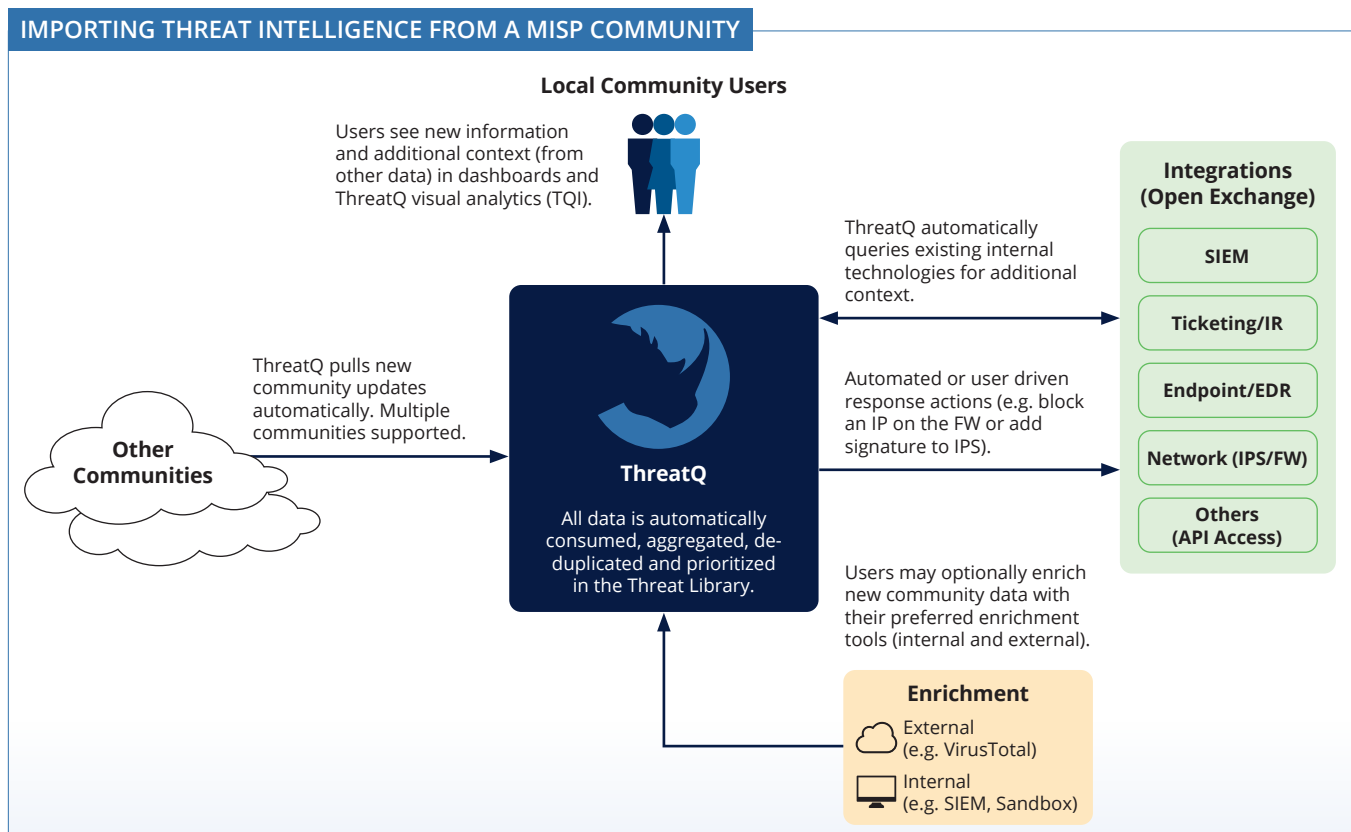 IMPORTING THREAT INTELLIGENCE FROM A MISP COMMUNITY
Local Community Users
Users see new information
and additional context (from
other data) in dashboards and
ThreatQ visual analytics (TQI).
ThreatQ pulls new
community updates
automatically. Multiple
communities supported.
Other
Communities
ThreatQ
All data is automatically
consumed, aggregated, de-
duplicated and prioritized
in the Threat Library.
ThreatQ automatically
queries existing internal
technologies for additional
context.
Automated or user driven
response actions (e.g. block
an IP on the FW or add
signature to IPS).
Users may optionally enrich
new community data with
their preferred enrichment
tools (internal and external).
Integrations
(Open Exchange)
SIEM
Ticketing/IR
Endpoint/EDR
Network (IPS/FW)
Others
(API Access)
Enrichment
External
(e.g. VirusTotal)
Internal
(e.g. SIEM, Sandbox)